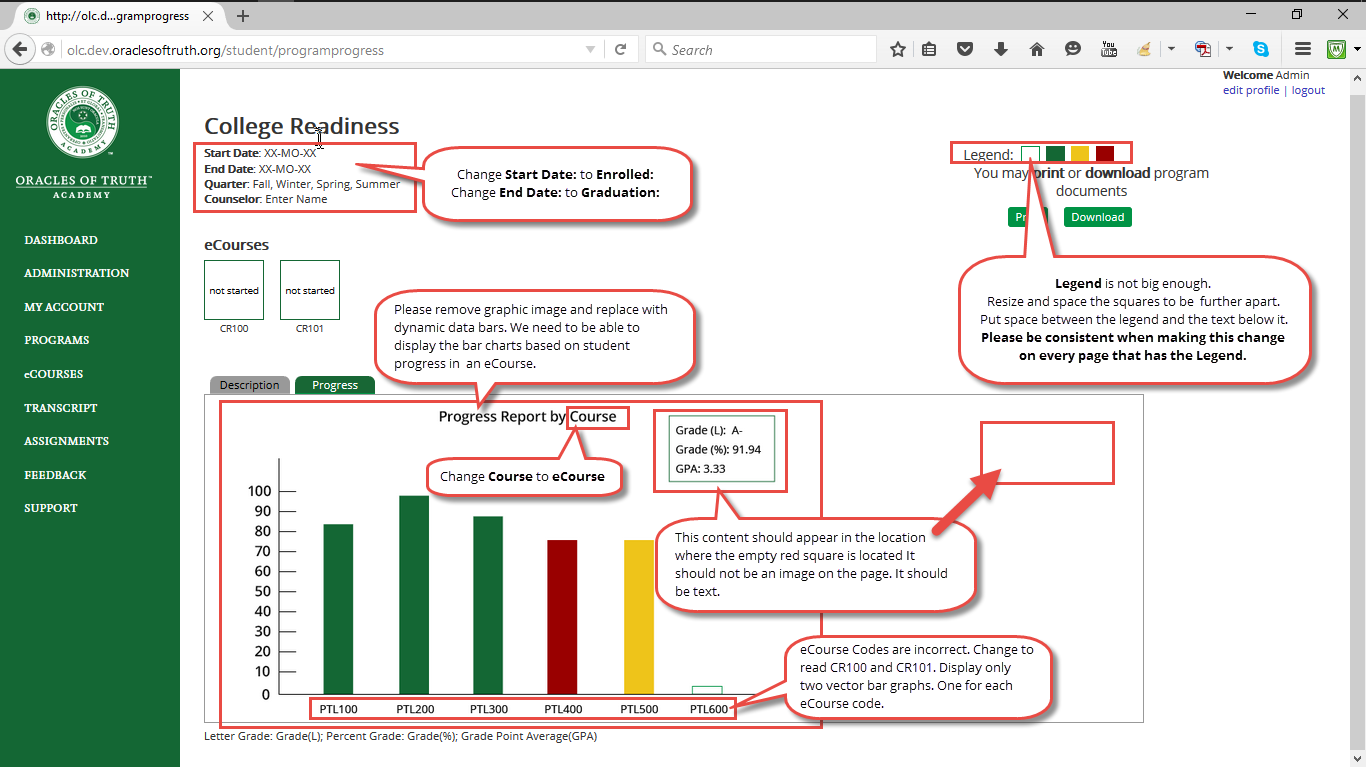 http://olc.d...gramprogress
olc.dev.oraclesoftruth.org/student/programprogress
Search
You
Tube
Welcome Admin
edit profile | logout
ORACLES OF TRUTH
ACADEMY
ORACLES OF TRUTH™
ACADEMY
DASHBOARD
ADMINISTRATION
MY ACCOUNT
PROGRAMS
eCOURSES
TRANSCRIPT
ASSIGNMENTS
FEEDBACK
SUPPORT
College Readiness
Start Date: XX-MO-XX
End Date: XX-MO-XX
Quarter: Fall, Winter, Spring, Summer
Counselor: Enter Name
Change Start Date: to Enrolled:
Change End Date: to Graduation:
Legend:
You may print or download program
documents
Download
Legend is not big enough.
Resize and space the squares to be further apart.
Put space between the legend and the text below it.
Please be consistent when making this change
on every page that has the Legend.
eCourses
not started
not started
CR100
CR101
Please remove graphic image and replace with
dynamic data bars. We need to be able to
display the bar charts based on student
progress in an eCourse.
Description
Progress
Progress Report by Course
Grade (L): A-
Grade (%): 91.94
GPA: 3.33
Change Course to eCourse
This content should appear in the location
where the empty red square is located It
should not be an image on the page. It should
be text.
100
90
80
70
60
50
40
30
20
10
0
PTL100 PTL200 PTL300 PTL400 PTL500 PTL600
eCourse Codes are incorrect. Change to
read CR100 and CR101. Display only
two vector bar graphs. One for each
eCourse code.
Letter Grade: Grade(L); Percent Grade: Grade(%); Grade Point Average(GPA)